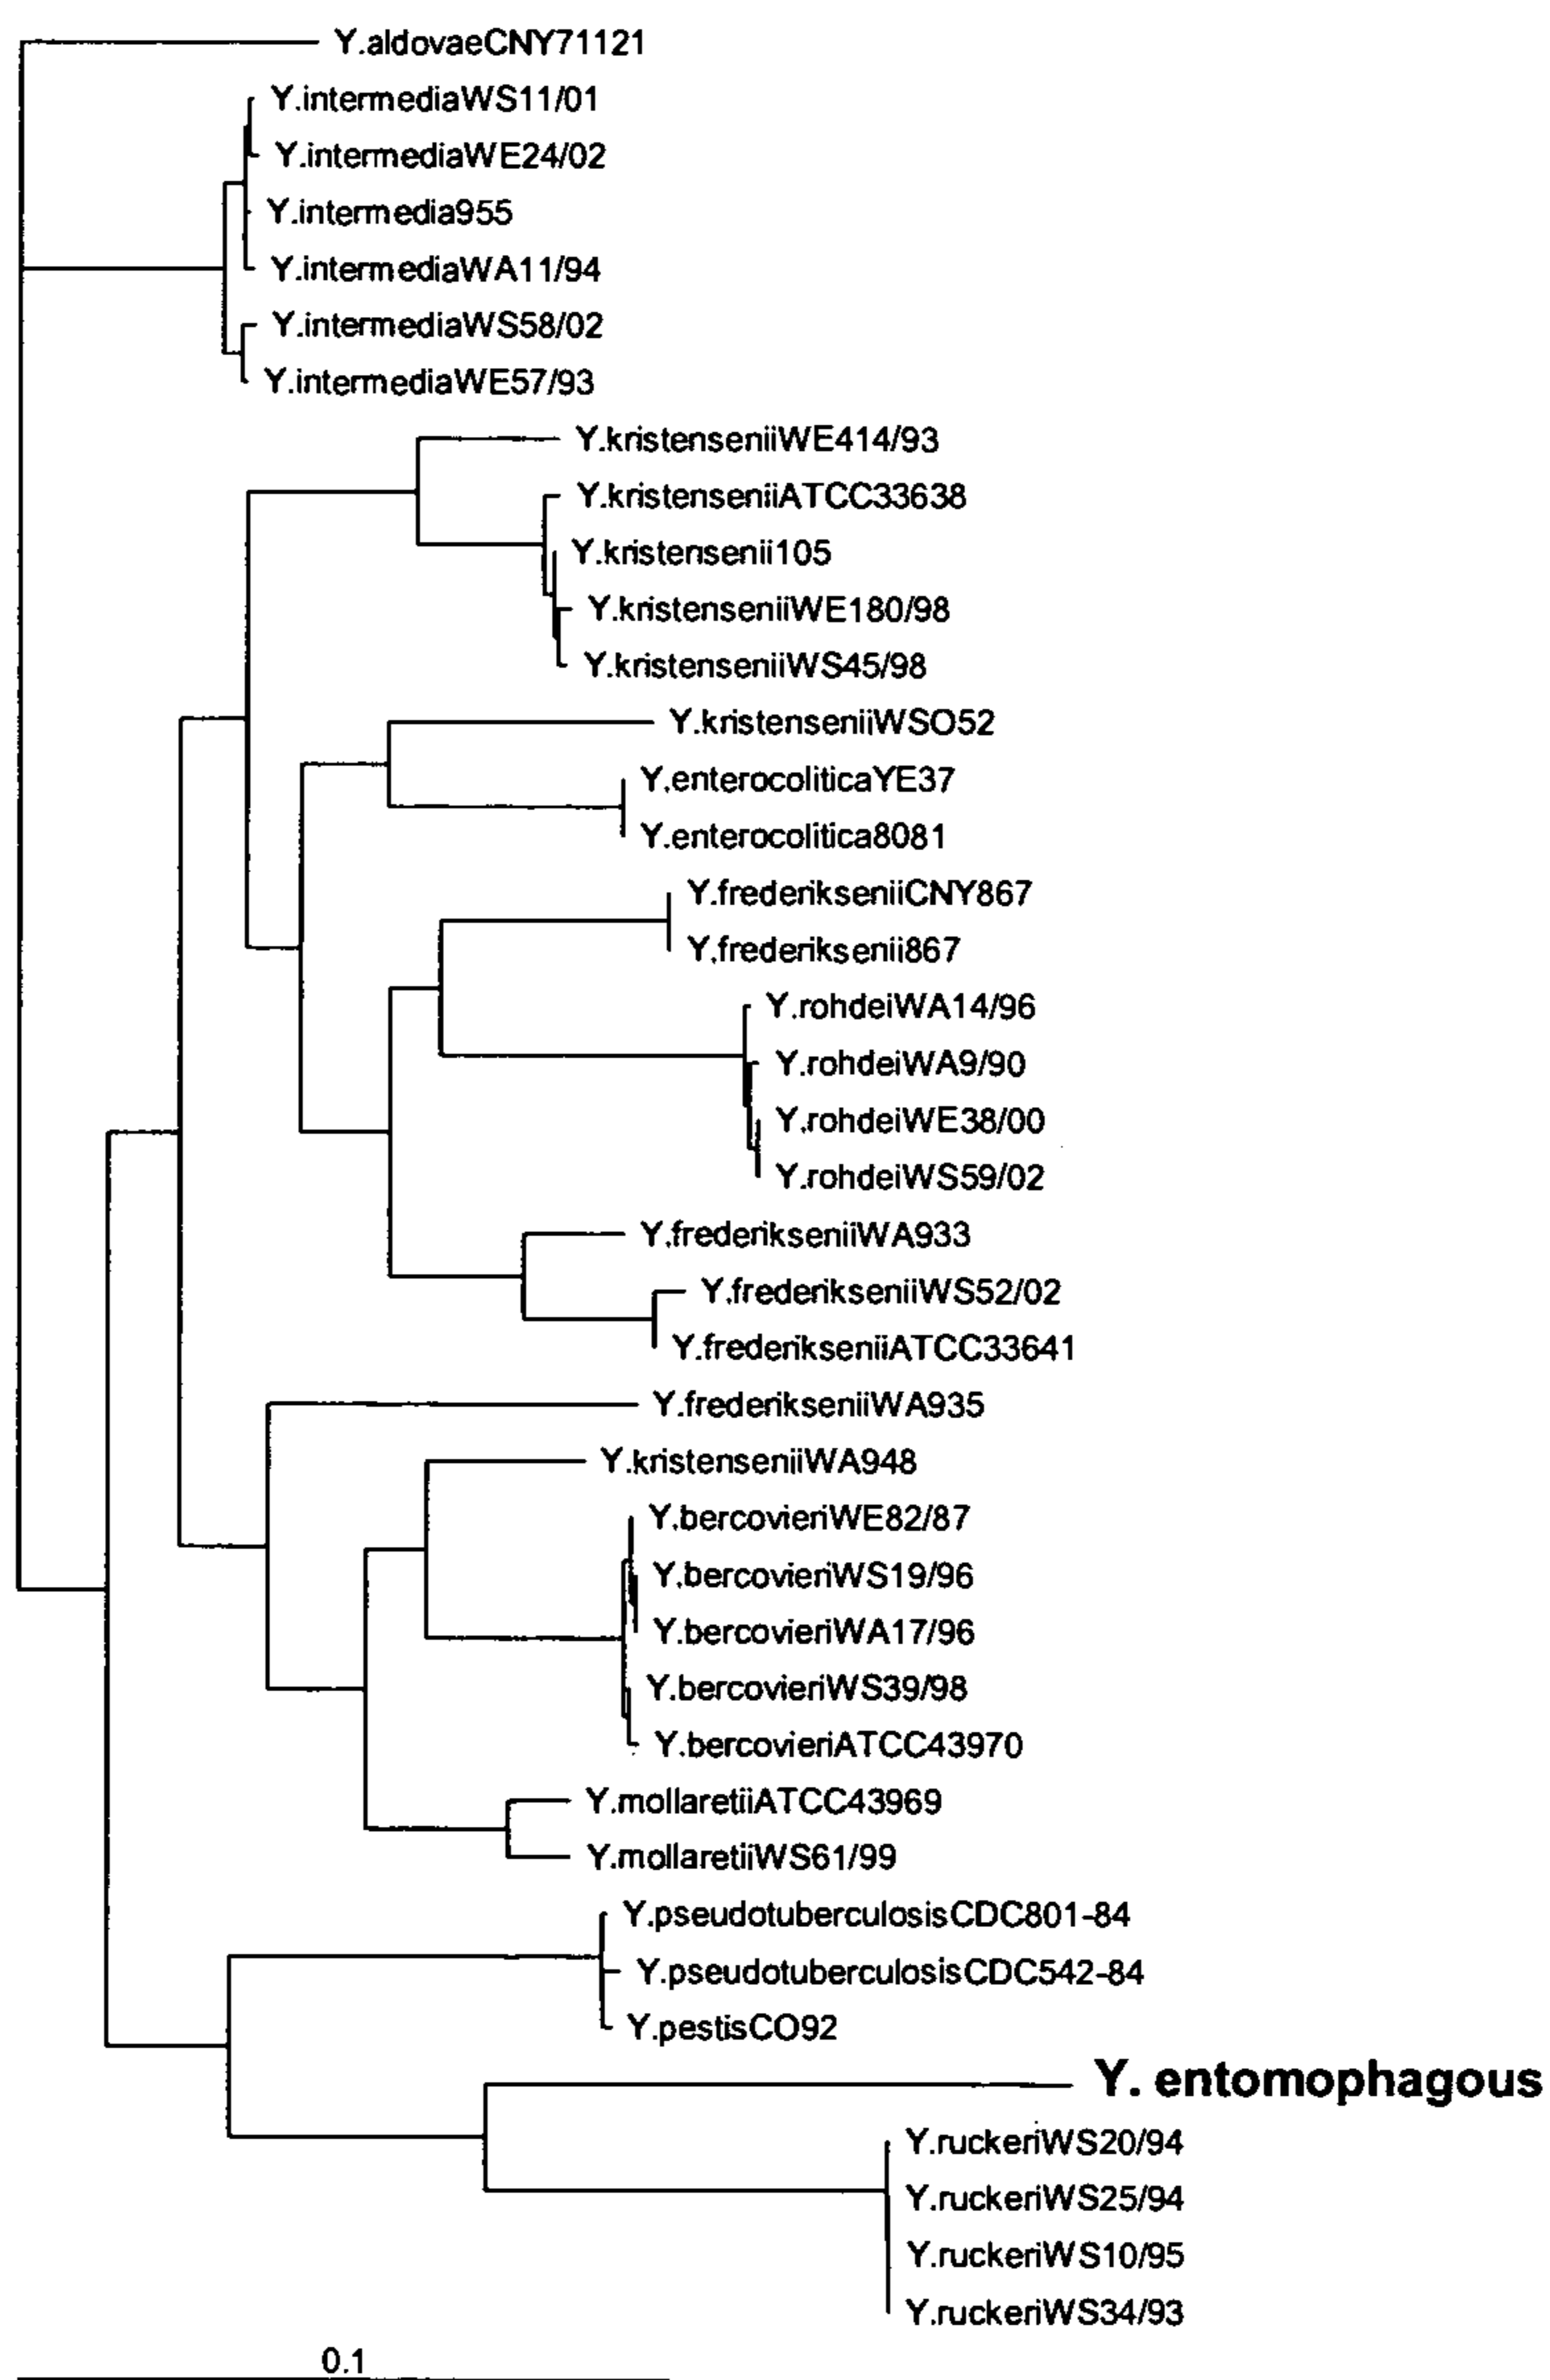 Y.aldovaeCNY71121
Y.intermediaWS11/01
Y.intermediaWE24/02
Y.intermedia955
Y.intermediaWA11/94
Y.intermediaWS58/02
Y.intermediaWE57/93
Y.kristenseniiWE414/93
Y.kristenseniiATCC33638
Y.kristensenii105
Y.kristenseniiWE180/98
Y.kristenseniiWS45/98
Y.kristenseniiWSO52
Y.enterocoliticaYE37
Y.enterocolitica8081
Y.frederikseniiCNY867
Y.frederiksenii867
Y.rohdeiWA14/96
Y.rohdeiWA9/90
Y.rohdeiWE38/00
Y.rohdeiWS59/02
Y.frederikseniiWA933
Y.frederikseniiWS52/02
Y.frederikseniiATCC33641
Y.frederikseniiWA935
Y.kristenseniiWA948
Y.bercovieriWE82/87
Y.bercovieriWS19/96
Y.bercovieriWA17/96
Y.bercovieriWS39/98
Y.bercovieriATCC43970
Y.mollaretiiATCC43969
Y.mollaretiiWS61/99
Y.pseudotuberculosisCDC801-84
Y.pseudotuberculosisCDC542-84
Y.pestisCO92
Y. entomophagous
Y.ruckeriWS20/94
Y.ruckeriWS25/94
Y.ruckeriWS10/95
Y.ruckeriWS34/93
0.1